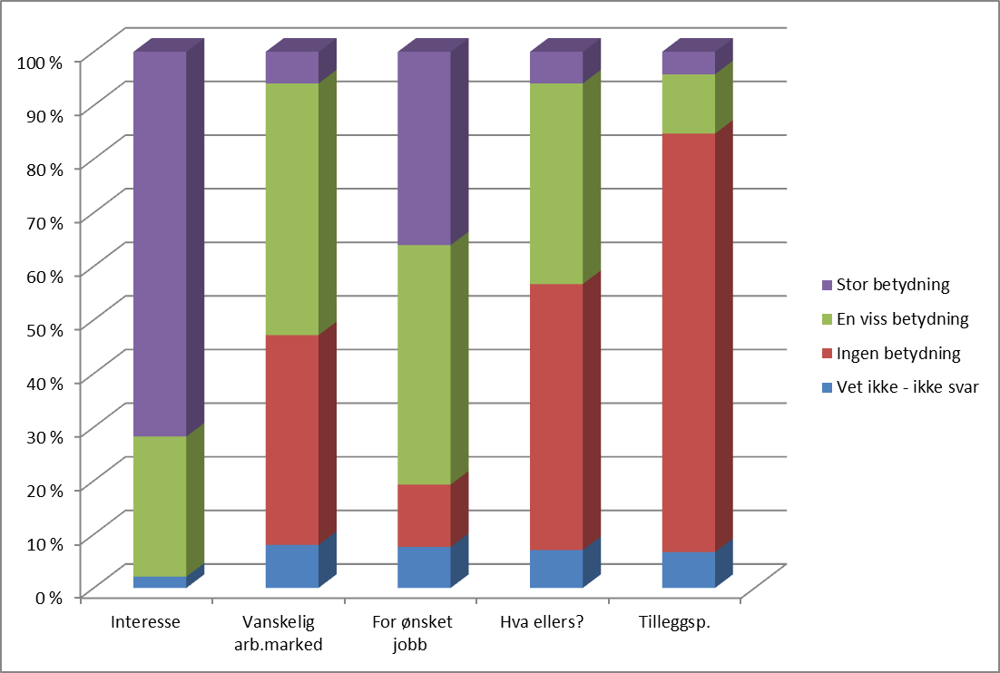 100 %
90 %
80 %
70 %
60 %
50 %
40 %
30 %
20 %
10 %
0 %
Interesse
Vanskelig
arb.marked
For ønsket
jobb
Hva ellers?
Tilleggsp.
Stor betydning
En viss betydning
Ingen betydning
Vet ikke - ikke svar